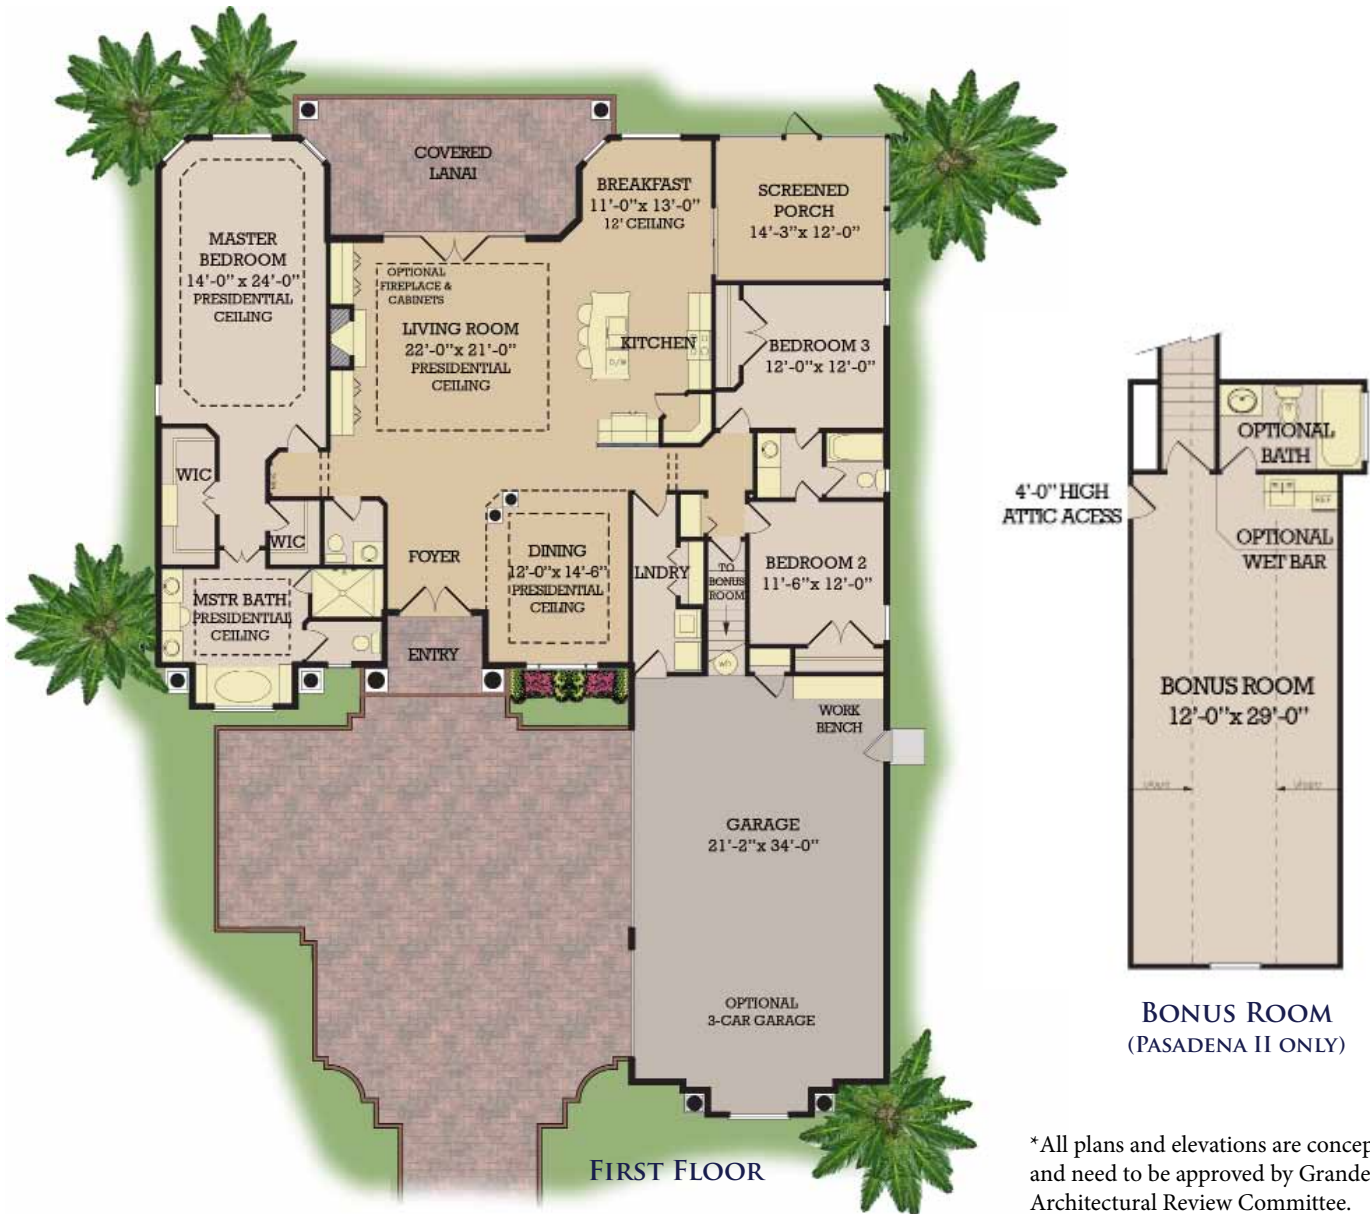 COVERED
LANAI
BREAKFAST
11'-0"x 13'-0"
12' CEILING
SCREENED
PORCH
14'-3"x 12'-0"
MASTER
BEDROOM
14'-0" x 24'-0"
PRESIDENTIAL
CEILING
OPTIONAL
FIREPLACE &
CABINETS
LIVING ROOM
22'-0"x 21'-0"
PRESIDENTIAL
CEILING
KITCHEN
D/W
BEDROOM 3
12'-0"x 12'-0"
WIC
WIC
FOYER
DINING
12'-0"x 14'-6"
PRESIDENTIAL
CEILING
LNDRY
TO
BONUS
ROOM
BEDROOM 2
11'-6"x 12'-0"
MSTR BATH
PRESIDENTIAL
CEILING
ENTRY
WH
WORK
BENCH
GARAGE
21'-2"x 34'-0"
OPTIONAL
3-CAR GARAGE
FIRST FLOOR
OPTIONAL
BATH
4'-0" HIGH
ATTIC ACESS
REF
OPTIONAL
WET BAR
BONUS ROOM
12'-0"x 29'-0"
BONUS ROOM
(PASADENA II ONLY)
*All plans and elevations are concep
and need to be approved by Grande
Architectural Review Committee.